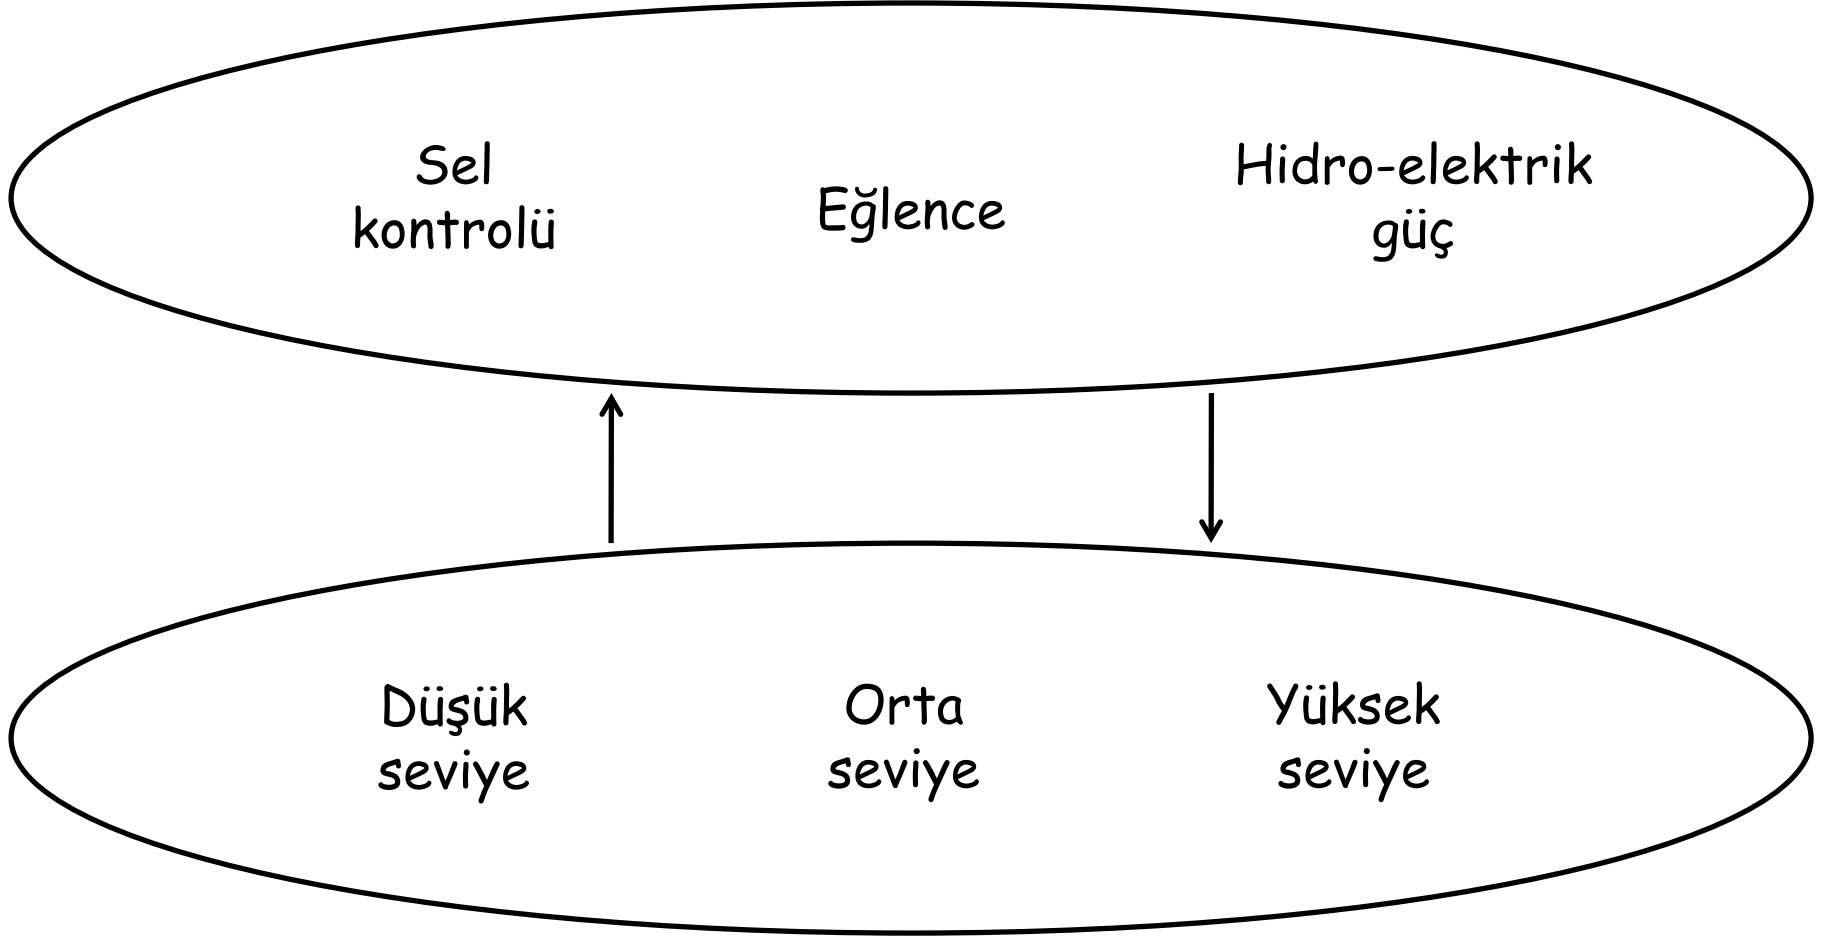 Sel
kontrolü
Eğlence
Hidro-elektrik
güç
Düşük
seviye
Orta
seviye
Yüksek
seviye